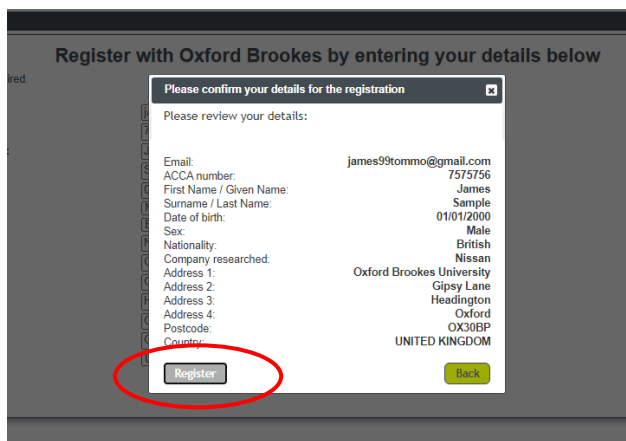 Register with Oxford Brookes by entering your details below
ired.
Please confirm your details for the registration
Please review your details:
Email: james99tommo@gmail.com
ACCA number: 7575756
First Name / Given Name: James
Surname / Last Name: Sample
Date of birth: 01/01/2000
Sex: Male
Nationality: British
Company researched: Nissan
Address 1: Oxford Brookes University
Address 2: Gipsy Lane
Address 3: Headington
Address 4: Oxford
Postcode: OX30BP
Country: UNITED KINGDOM
Register Back